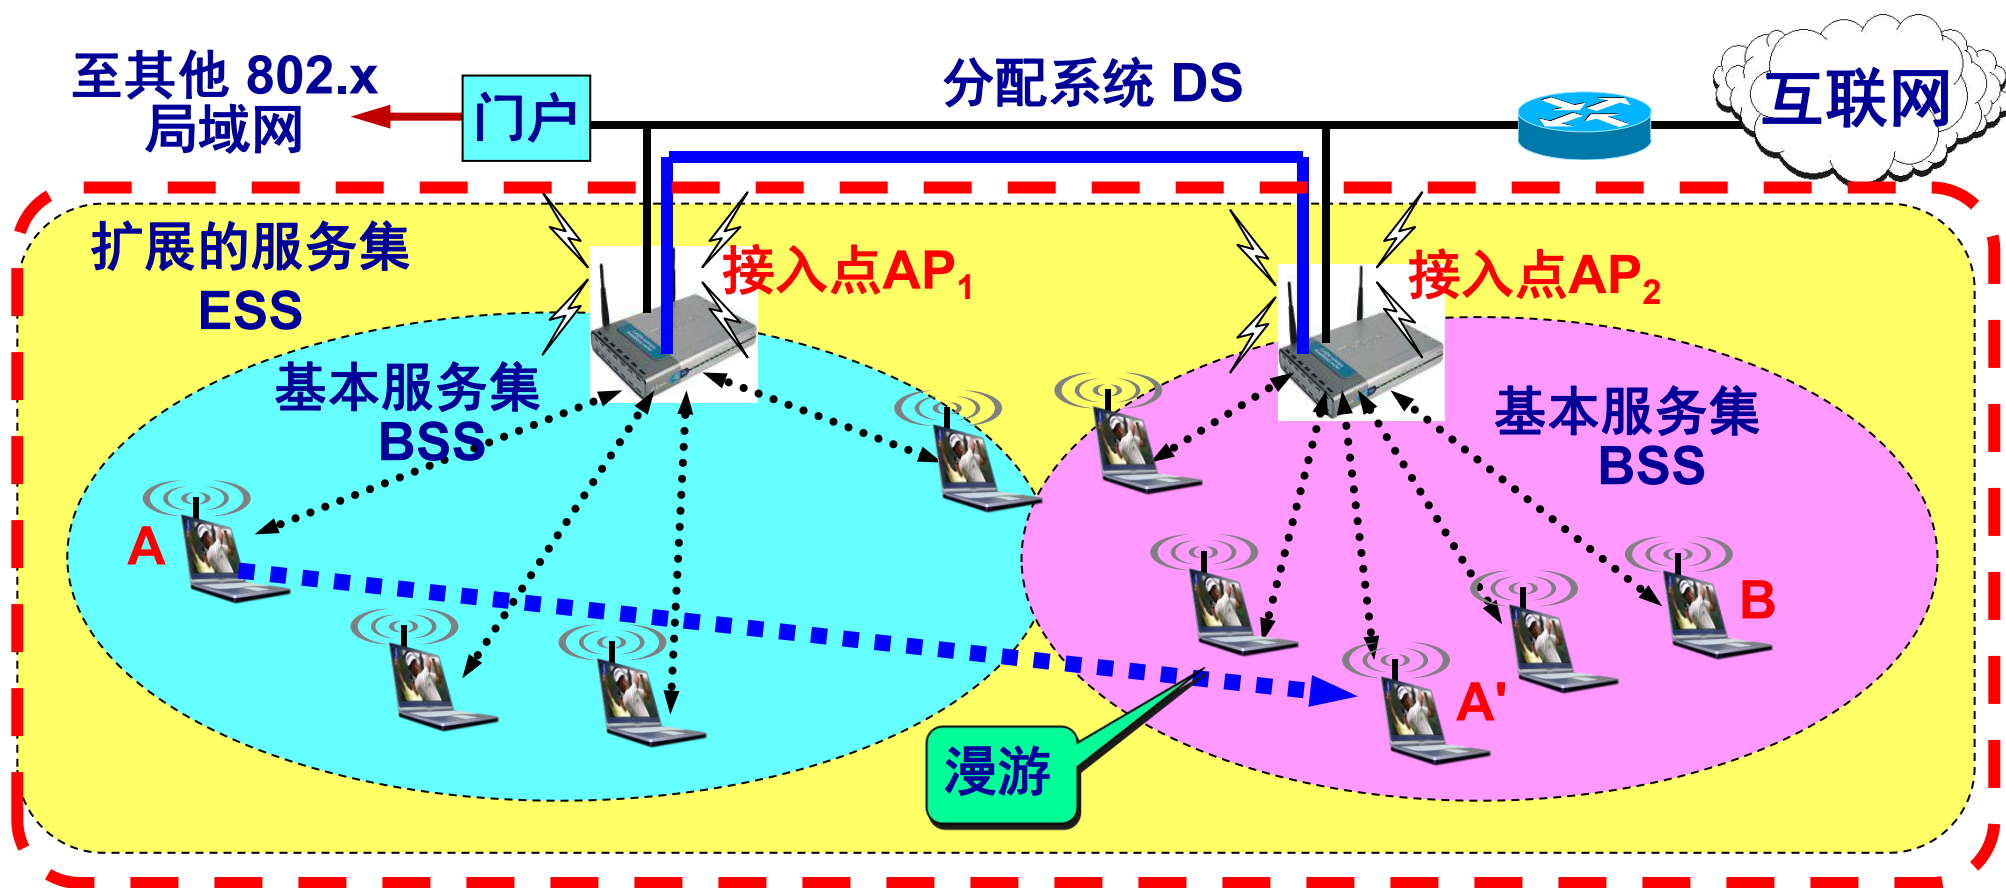 至其他 802.x
局域网
门户
分配系统 DS
互联网
扩展的服务集
ESS
接入点AP1
接入点AP2
基本服务集
BSS
基本服务集
BSS
A
B
A'
漫游